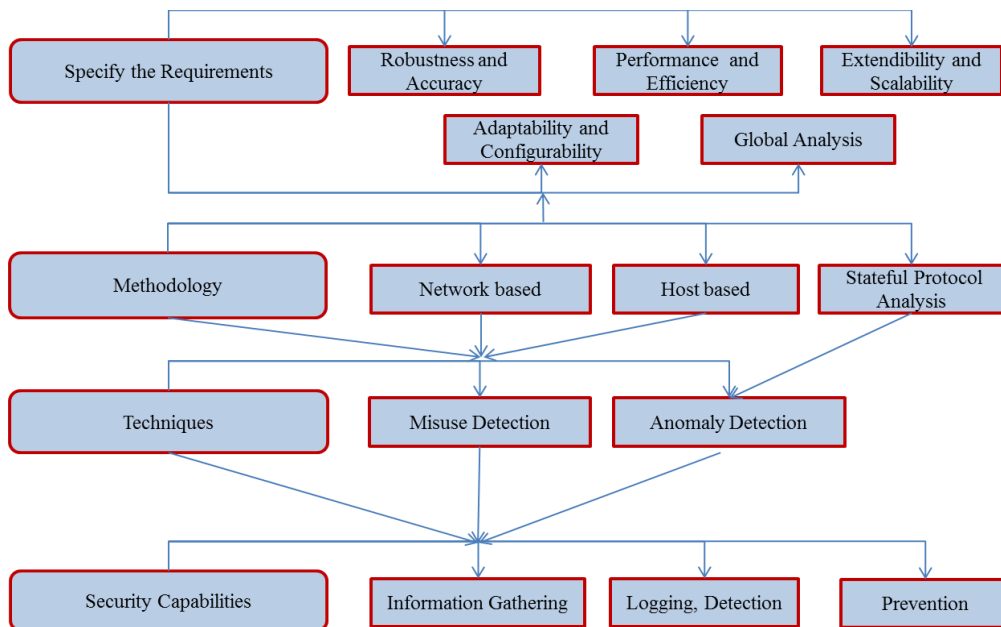 Specify the Requirements
Robustness and
Accuracy
Performance and
Efficiency
Extendibility and
Scalability
Adaptability and
Configurability
Global Analysis
Methodology
Network based
Host based
Stateful Protocol
Analysis
Techniques
Misuse Detection
Anomaly Detection
Security Capabilities
Information Gathering
Logging, Detection
Prevention